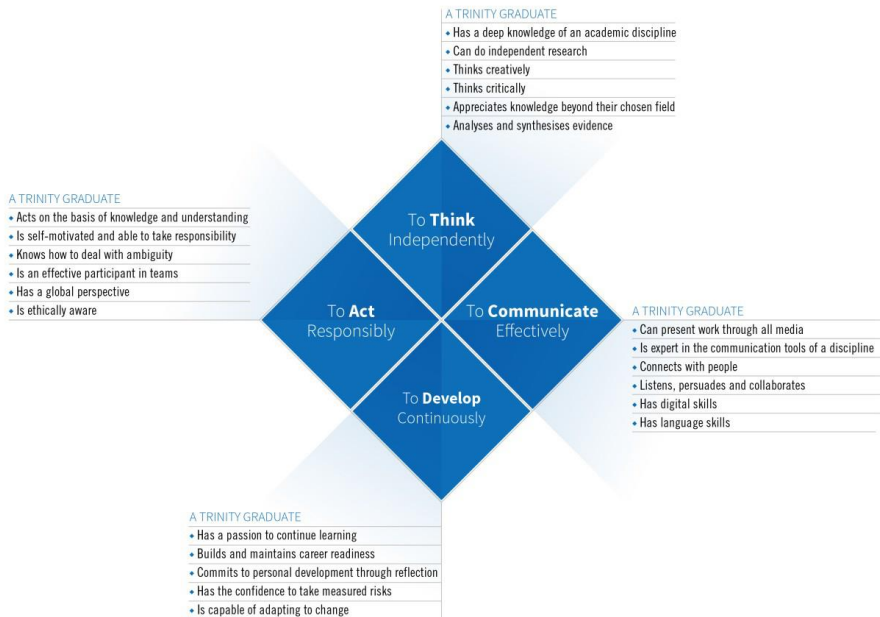 A TRINITY GRADUATE
Has a deep knowledge of an academic discipline
Can do independent research
Thinks creatively
Thinks critically
Appreciates knowledge beyond their chosen field
Analyses and synthesises evidence
A TRINITY GRADUATE
Acts on the basis of knowledge and understanding
Is self-motivated and able to take responsibility
Knows how to deal with ambiguity
Is an effective participant in teams
Has a global perspective
Is ethically aware
To Think
Independently
To Act
Responsibly
To Communicate
Effectively
To Develop
Continuously
A TRINITY GRADUATE
Can present work through all media
Is expert in the communication tools of a discipline
Connects with people
Listens, persuades and collaborates
Has digital skills
Has language skills
A TRINITY GRADUATE
Has a passion to continue learning
Builds and maintains career readiness
Commits to personal development through reflection
Has the confidence to take measured risks
Is capable of adapting to change